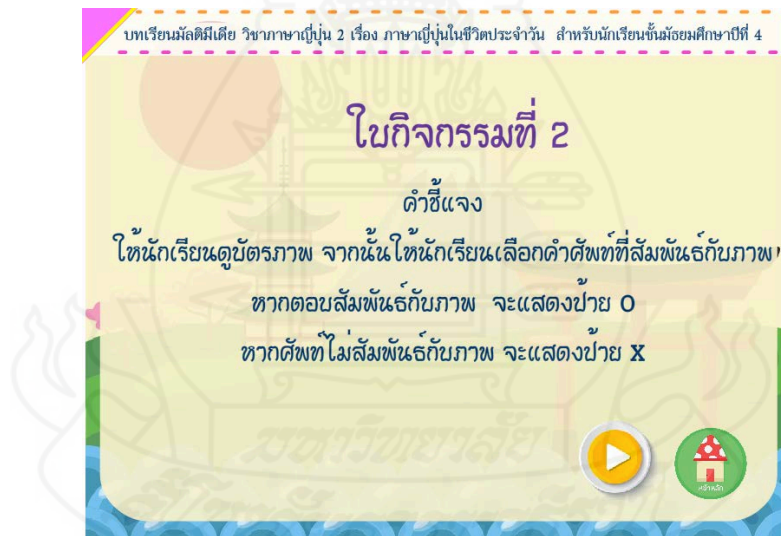 บทเรียนมัลติมีเดีย วิชาภาษาญี่ปุ่น 2 เรื่อง ภาษาญี่ปุ่นในชีวิตประจำวัน สำหรับนักเรียนชั้นมัธยมศึกษาปีที่ 4
ใบกิจกรรมที่ 2
คำชี้แจง
ให้นักเรียนดูบัตรภาพ จากนั้นให้นักเรียนเลือกคำศัพท์ที่สัมพันธ์กับภาพ
หากตอบสัมพันธ์กับภาพ จะแสดงป้าย O
หากศัพท์ไม่สัมพันธ์กับภาพ จะแสดงป้าย X
หน้าหลัก